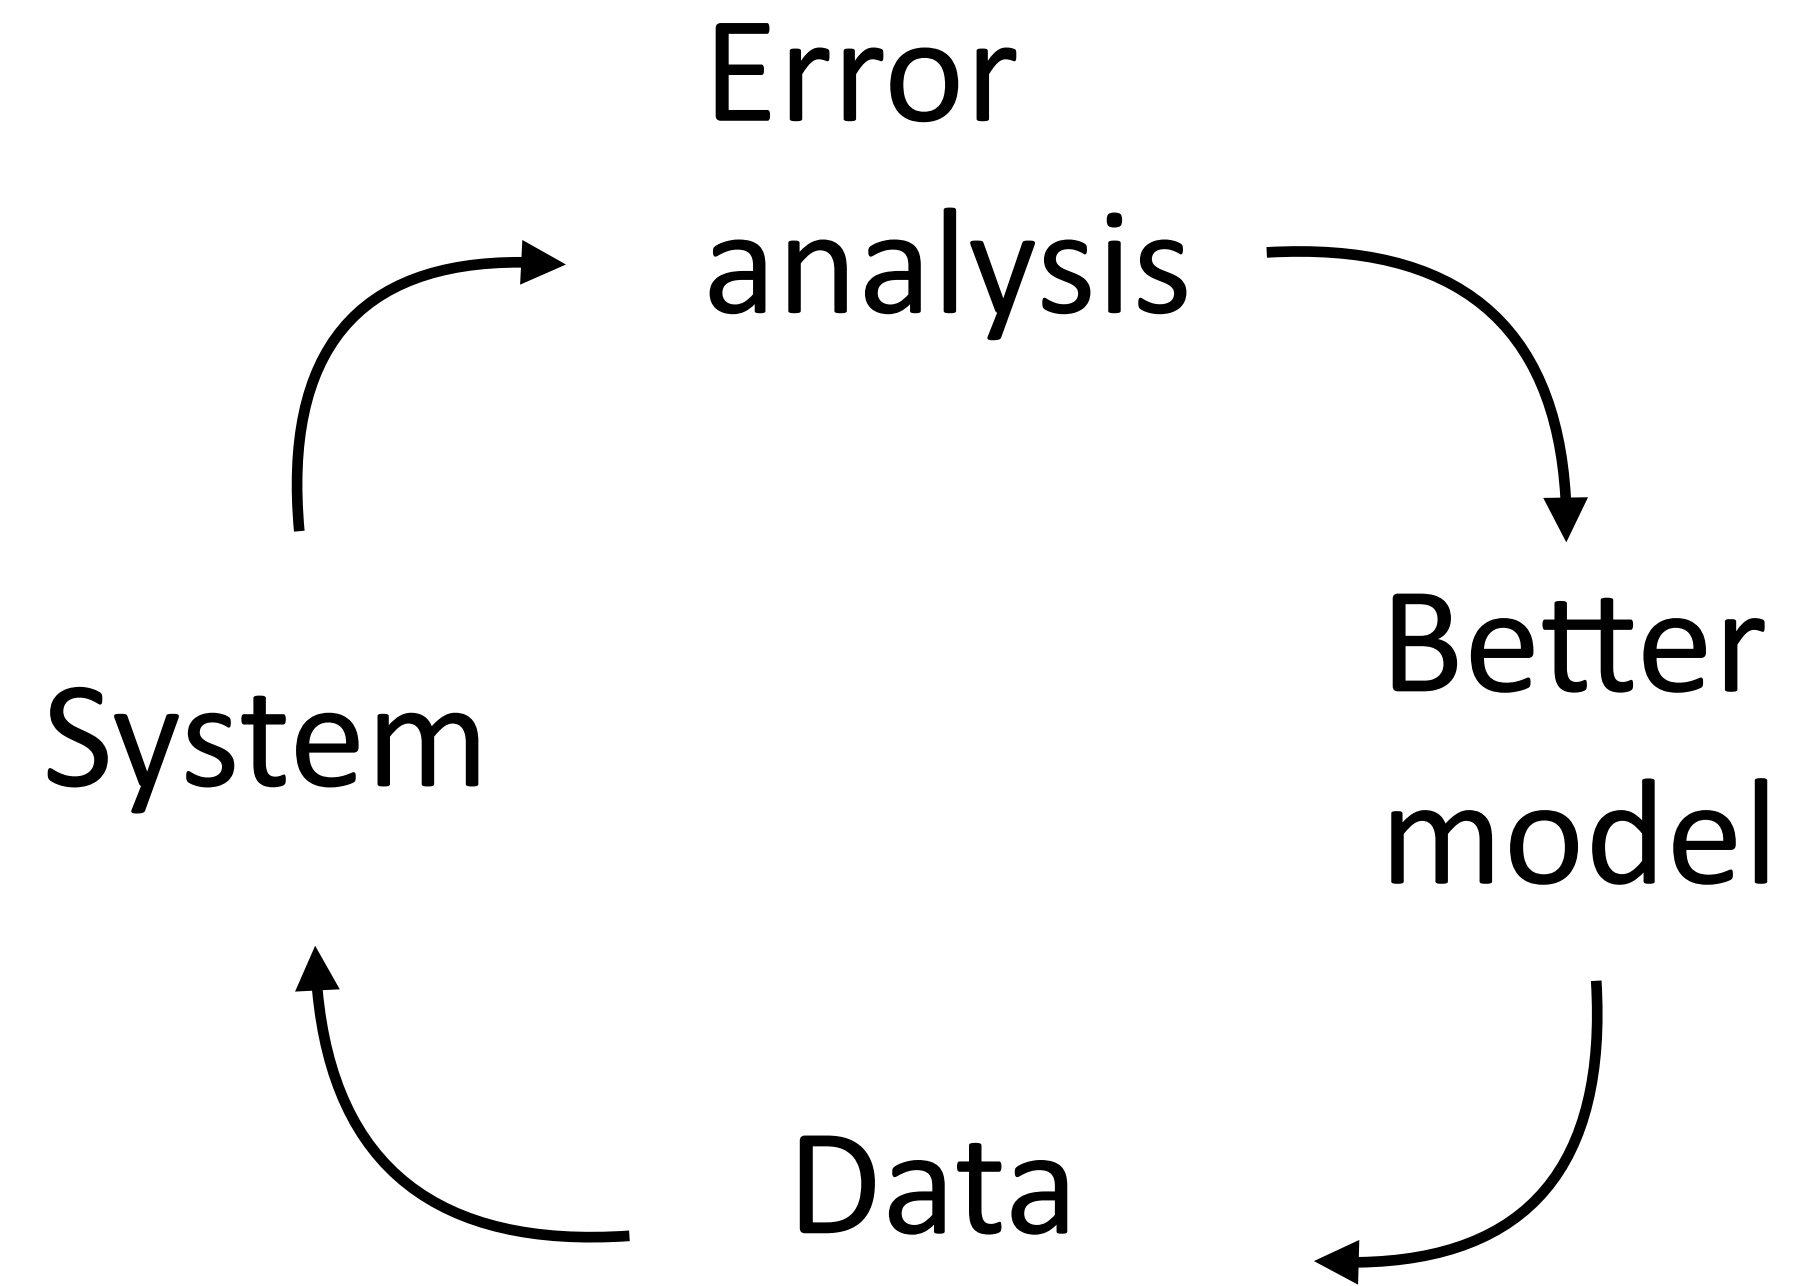 Error
analysis
Better
model
System
Data